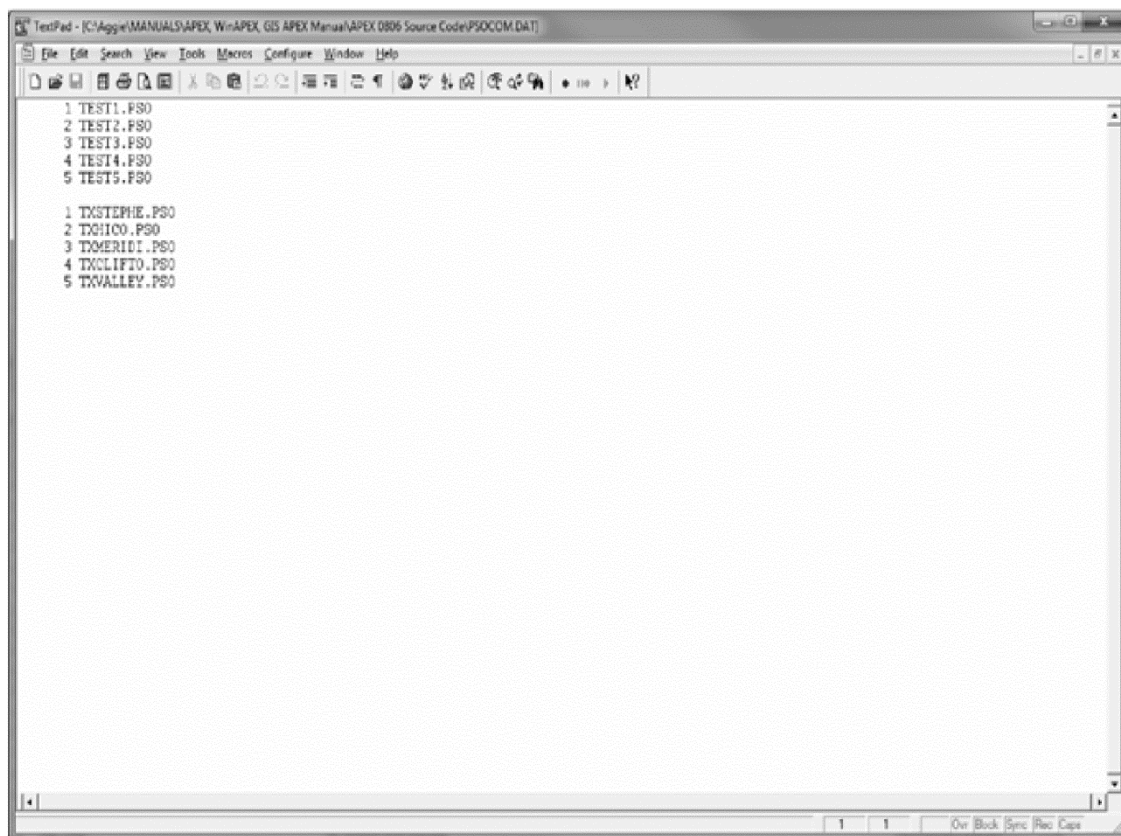 TextPad - [C:\Aggie\MANUALS\APEX, WinAPEX, GIS APEX Manual\APEX 0806 Source Code\PSOCOM.DAT]
File Edit Search View Tools Macros Configure Window Help
1 TEST1.PSO
2 TEST2.PSO
3 TEST3.PSO
4 TEST4.PSO
5 TEST5.PSO
1 TXSTEPHE.PSO
2 TXHICO.PSO
3 TXMERIDI.PSO
4 TXCLIFTO.PSO
5 TXVALLEY.PSO
1 1 Ovr Block Sync Rec Caps